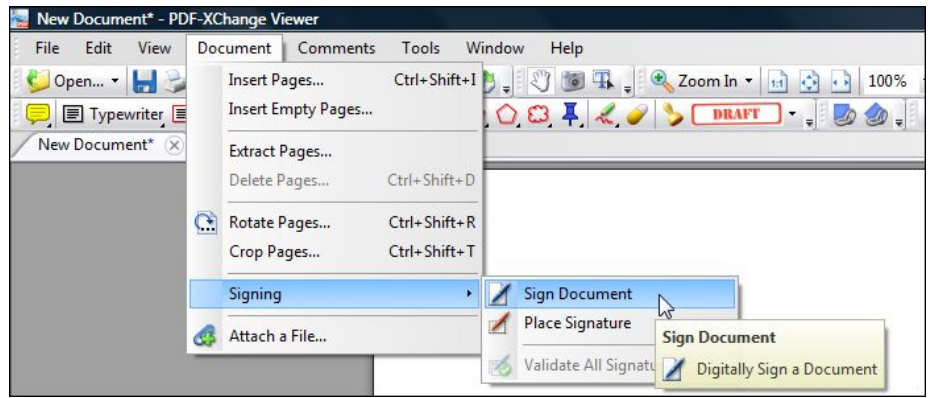 New Document* - PDF-XChange Viewer
File Edit View Document Comments Tools Window Help
Open... Zoom In 1:1 100%
Typewriter DRAFT
New Document*
Insert Pages... Ctrl+Shift+I
Insert Empty Pages...
Extract Pages...
Delete Pages... Ctrl+Shift+D
Rotate Pages... Ctrl+Shift+R
Crop Pages... Ctrl+Shift+T
Signing
Attach a File...
Sign Document
Place Signature
Validate All
Sign Document
Digitally Sign a Document